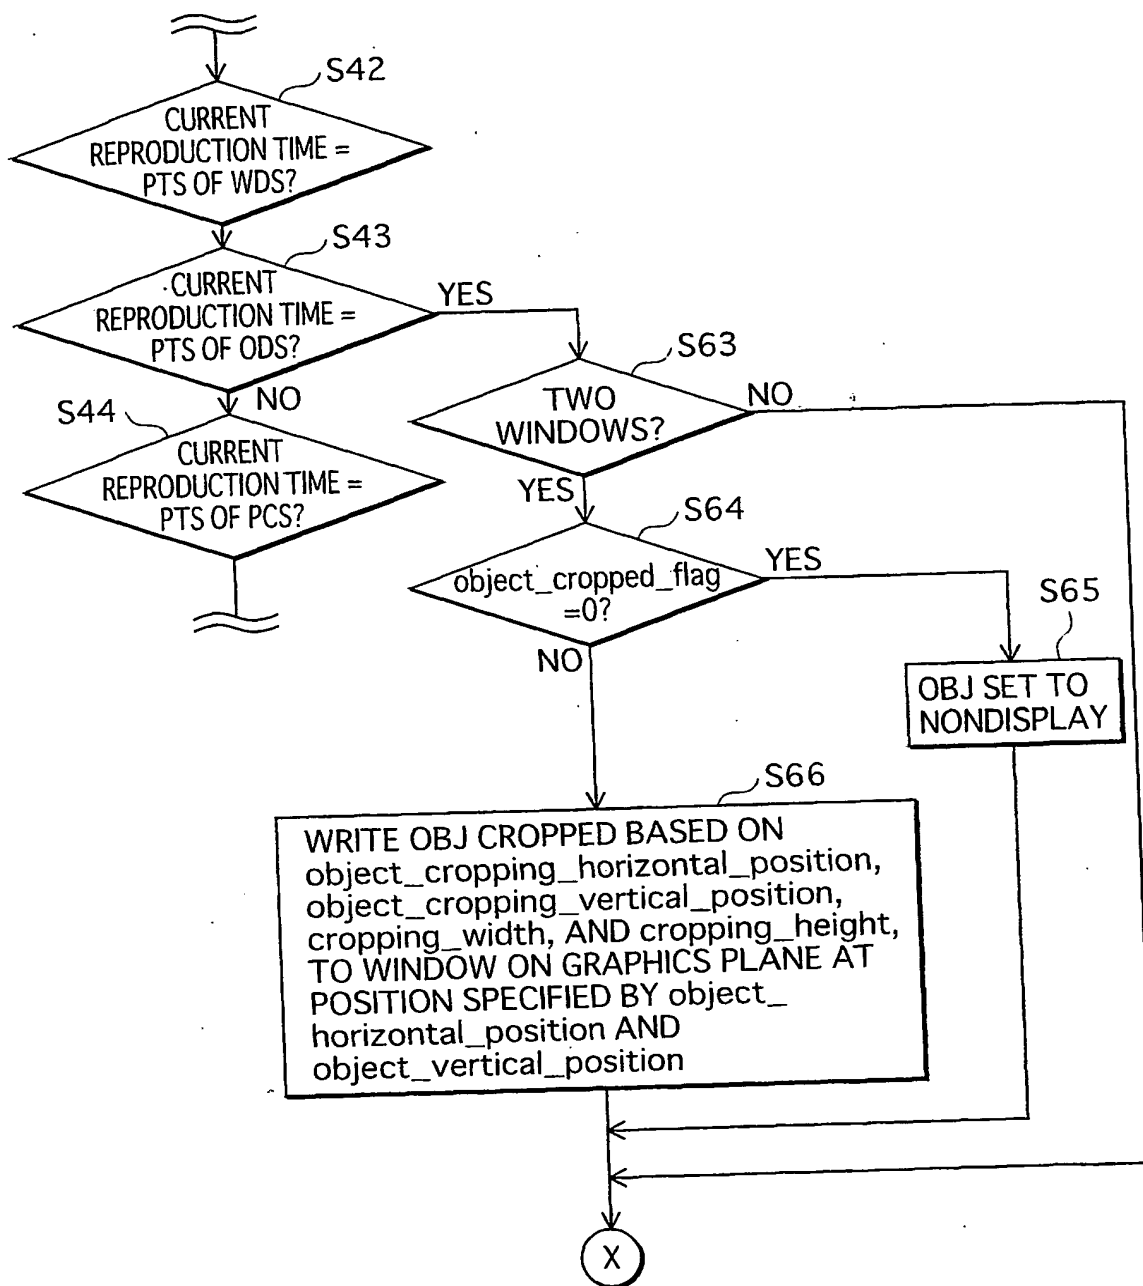 S42
CURRENT
REPRODUCTION TIME =
PTS OF WDS?
S43
CURRENT
REPRODUCTION TIME =
PTS OF ODS?
YES
NO
S44
CURRENT
REPRODUCTION TIME =
PTS OF PCS?
S63
TWO
WINDOWS?
NO
YES
S64
object_cropped_flag
=0?
YES
NO
S65
OBJ SET TO
NONDISPLAY
S66
WRITE OBJ CROPPED BASED ON
object_cropping_horizontal_position,
object_cropping_vertical_position,
cropping_width, AND cropping_height,
TO WINDOW ON GRAPHICS PLANE AT
POSITION SPECIFIED BY object_
horizontal_position AND
object_vertical_position
X